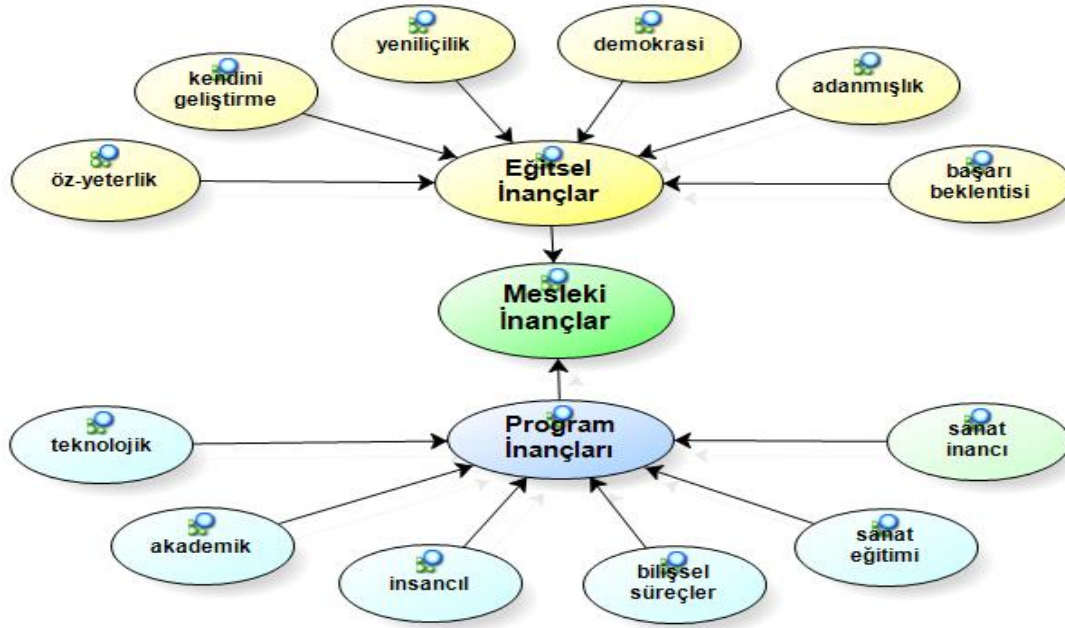 yeniliçilik
demokrasi
kendini
geliştirme
adanmışlık
öz-yeterlik
Eğitsel
İnançlar
başarı
beklentisi
Mesleki
İnançlar
teknolojik
Program
İnançları
sanat
inancı
akademik
insancıl
bilişsel
süreçler
sanat
eğitimi